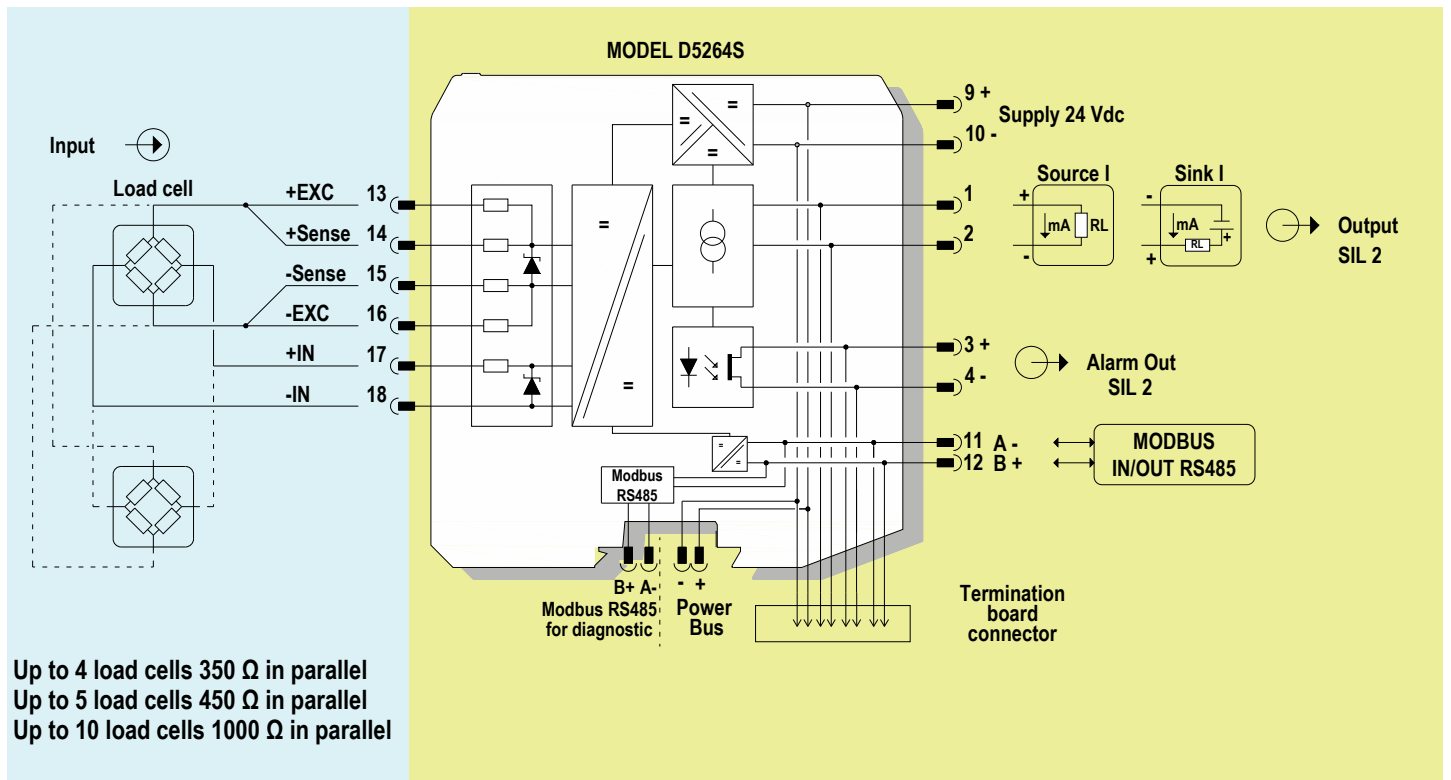 MODEL D5264S
Input
Load cell
+EXC 13
+Sense 14
-Sense 15
-EXC 16
+IN 17
-IN 18
= = =
= =
9 +
Supply 24 Vdc
10 -
1
2
Source I
+
mA RL
-
Sink I
-
mA
+
RL
+
Output
SIL 2
3 +
4 -
Alarm Out
SIL 2
11 A -
12 B +
MODBUS
IN/OUT RS485
= =
Modbus
RS485
B+ A-
Modbus RS485
for diagnostic
- +
Power
Bus
Termination
board
connector
Up to 4 load cells 350 Ω in parallel
Up to 5 load cells 450 Ω in parallel
Up to 10 load cells 1000 Ω in parallel